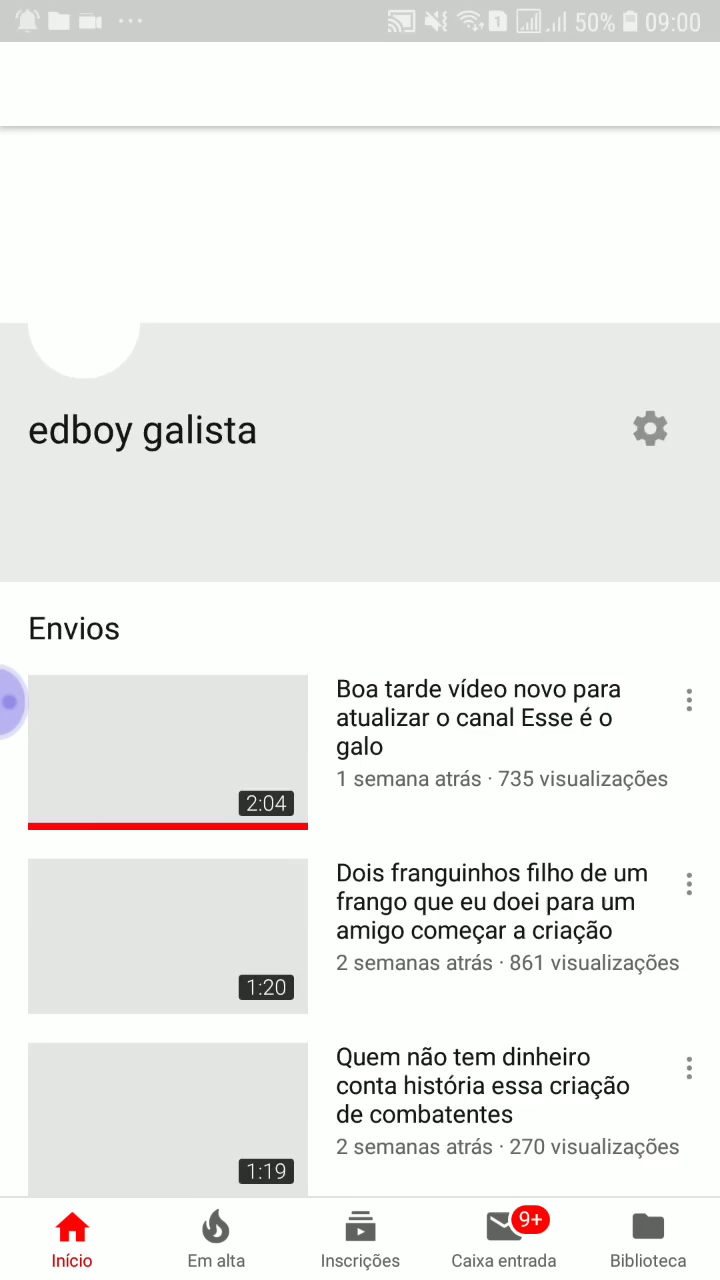 1 50% 09:00
edboy galista
Envios
Boa tarde vídeo novo para
atualizar o canal Esse é o
galo
1 semana atrás · 735 visualizações
2:04
Dois franguinhos filho de um
frango que eu doei para um
amigo começar a criação
2 semanas atrás · 861 visualizações
1:20
Quem não tem dinheiro
conta história essa criação
de combatentes
2 semanas atrás · 270 visualizações
1:19
9+
Início Em alta Inscrições Caixa entrada Biblioteca